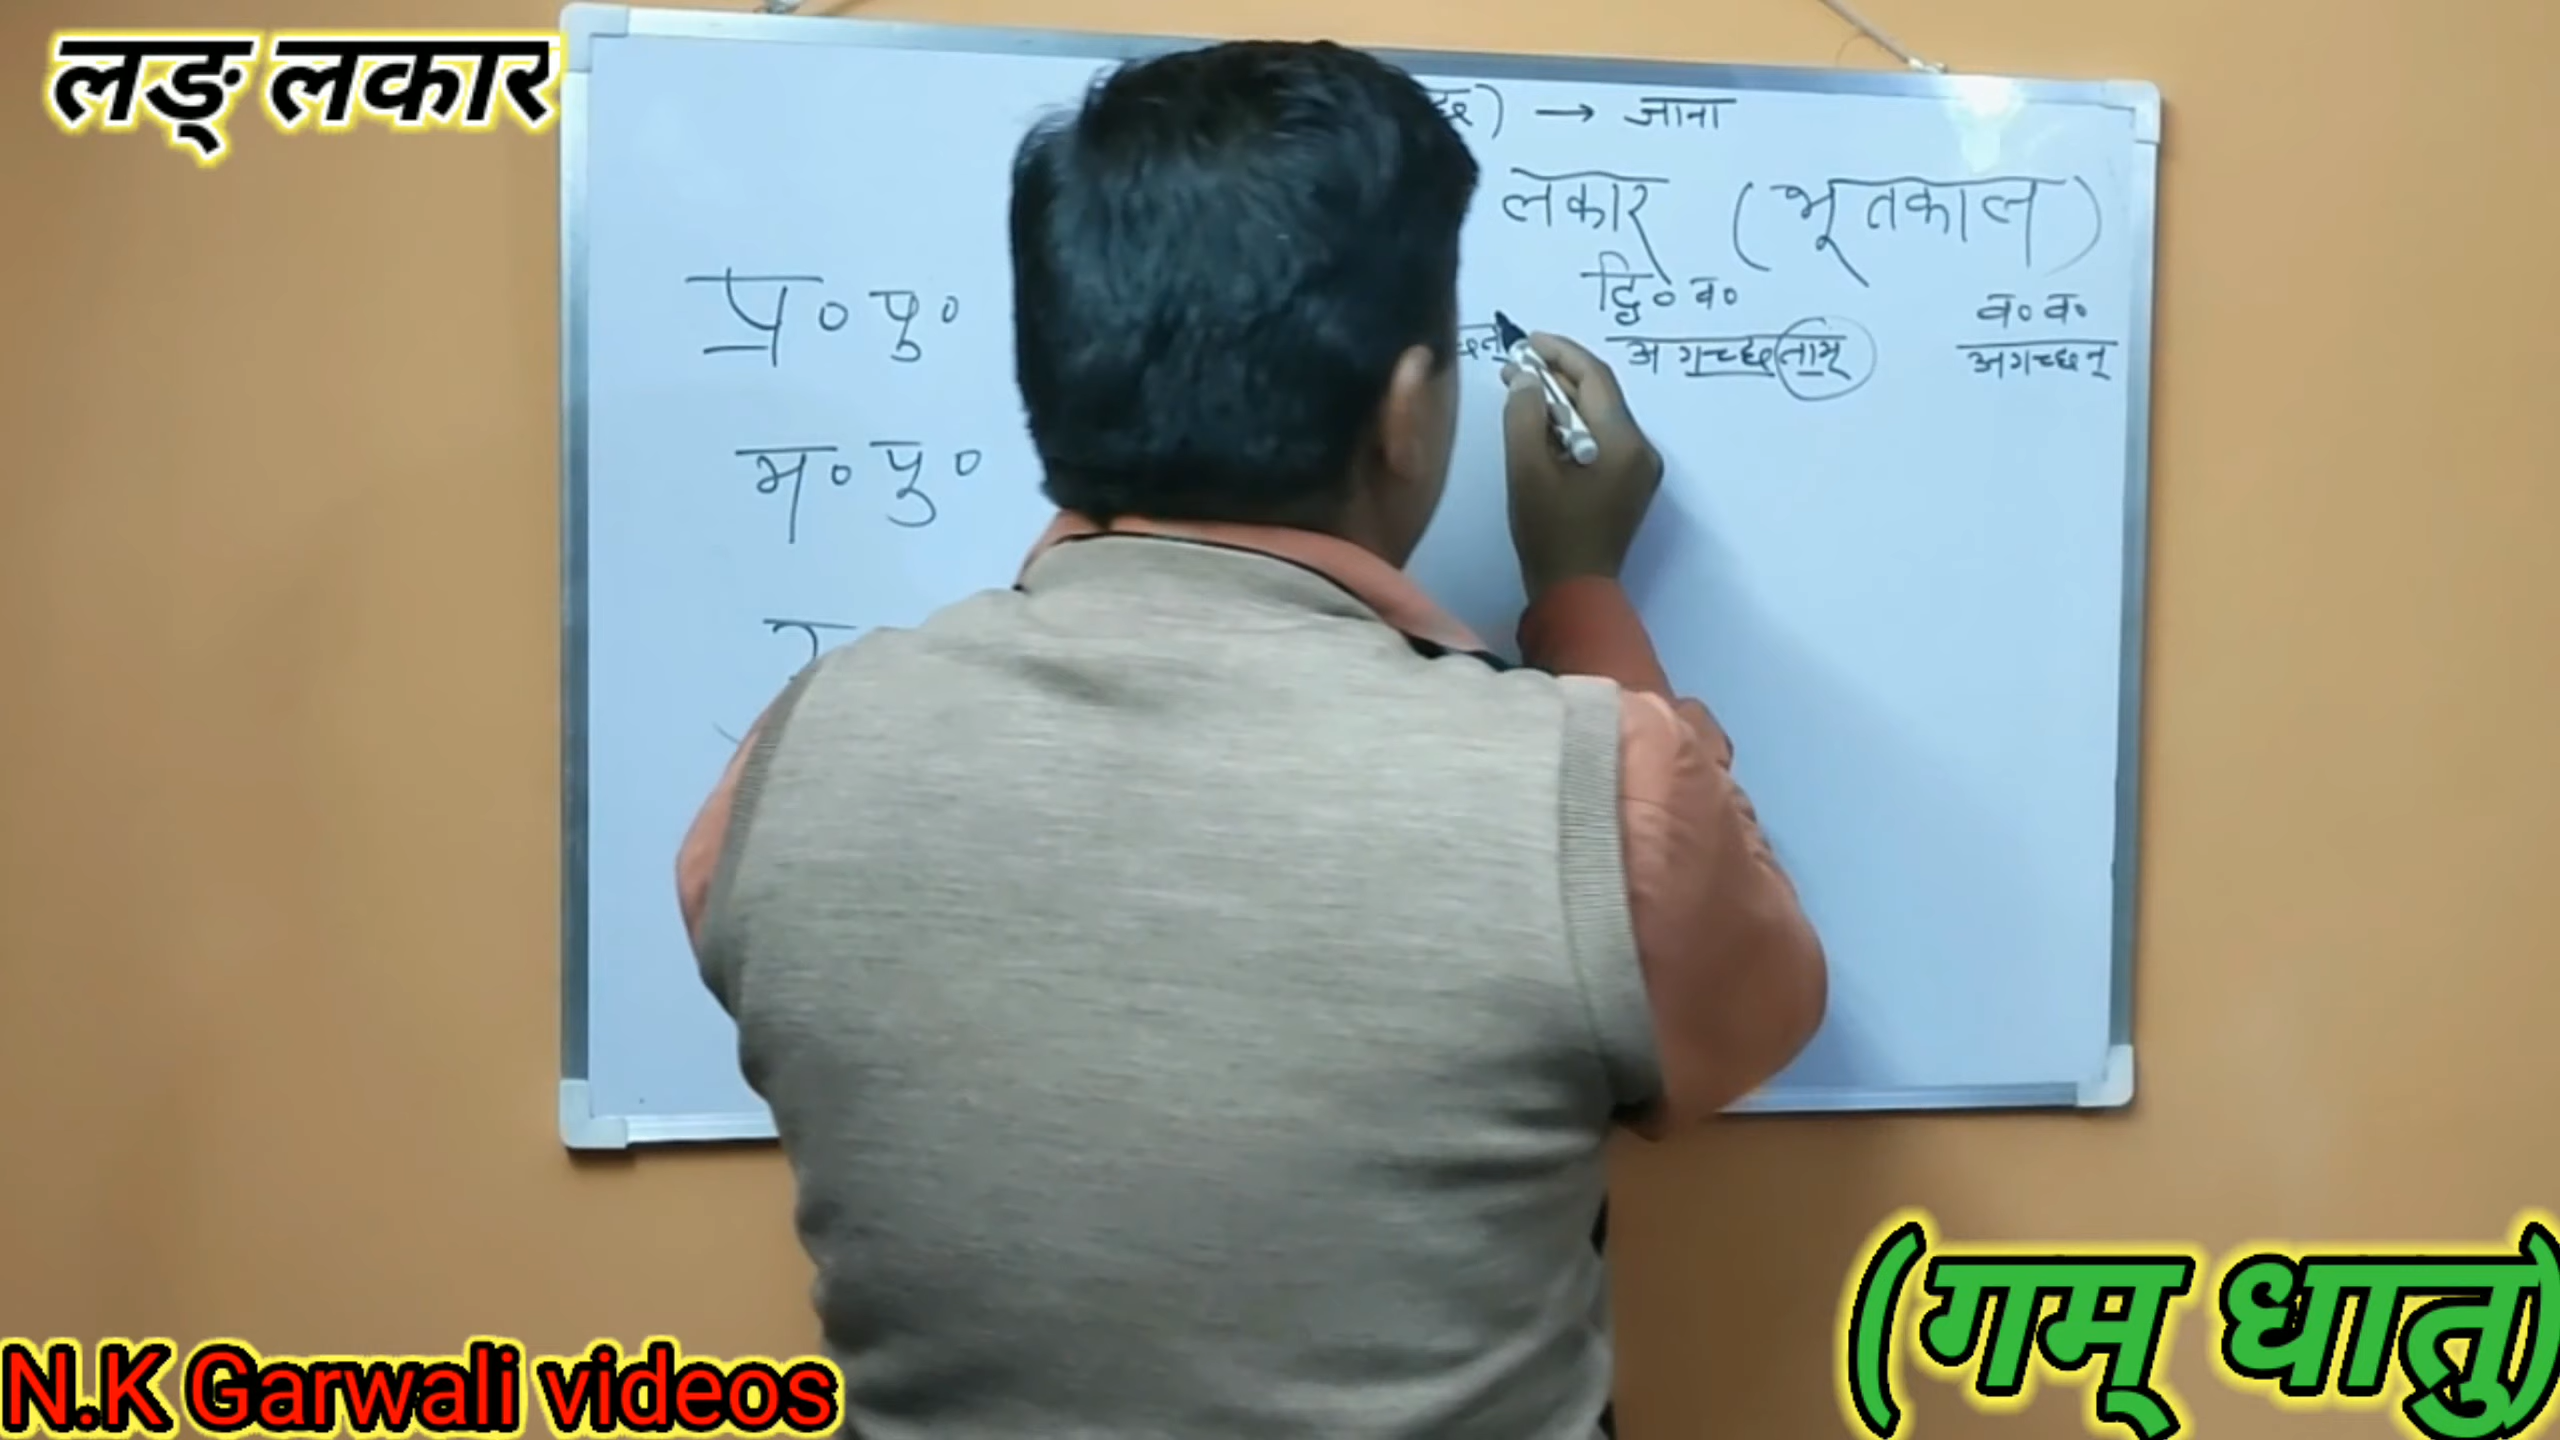 लङ् लकार
→ जाना
लकार (भूतकाल)
द्वि० व० ब० व०
प्र० पु० अगच्छताम् अगच्छन्
म० पु०
(गम् धातु)
N.K Garwali videos